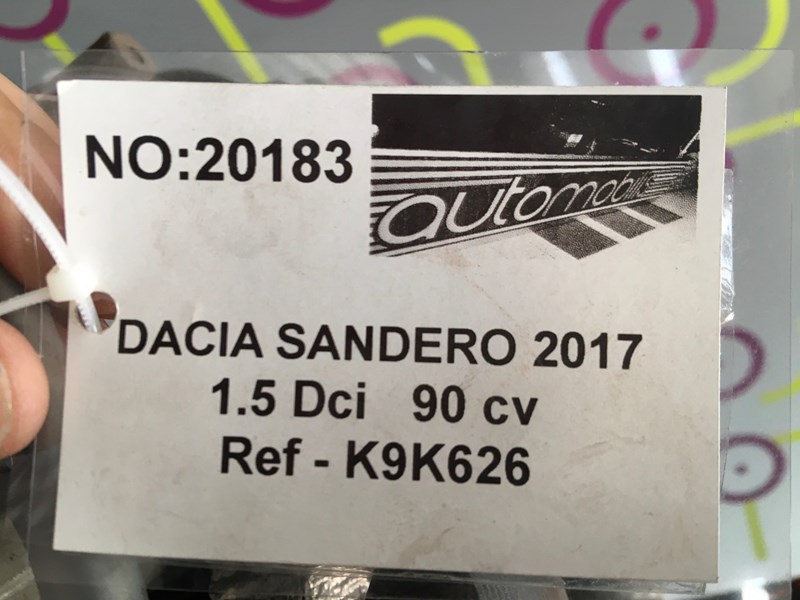 NO:20183
automobile
DACIA SANDERO 2017
1.5 Dci 90 cv
Ref - K9K626